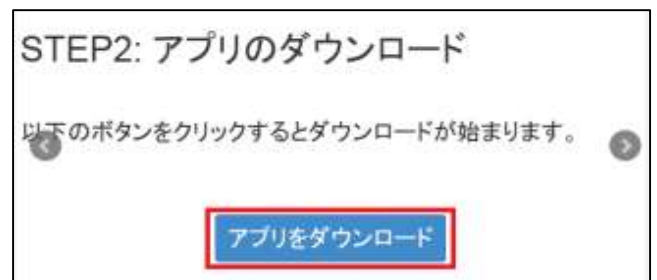 STEP2: アプリのダウンロード
以下のボタンをクリックするとダウンロードが始まります。
アプリをダウンロード